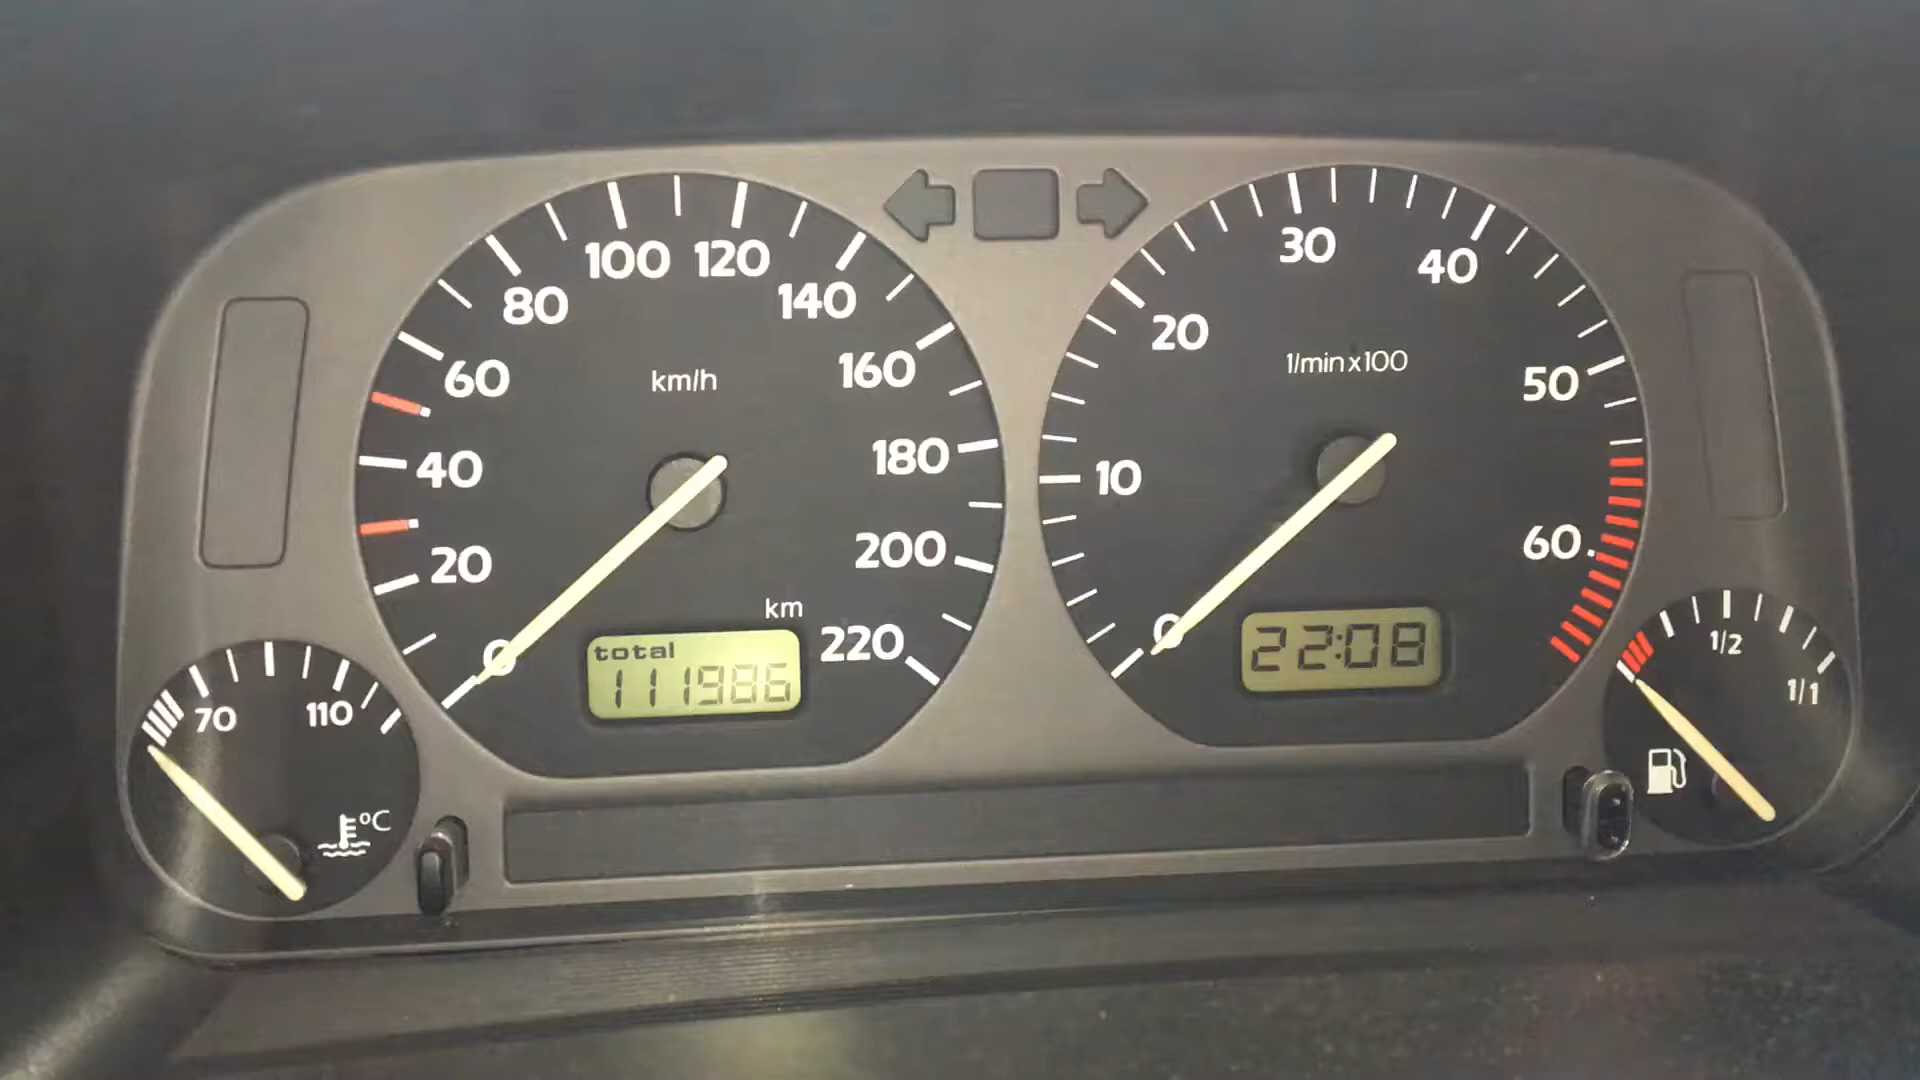 100 120
80 140
60 km/h 160
40 180
20 200
0 km 220
total
111986
30 40
20 1/min x 100 50
10 60.
0 22:08
70 110
°C
1/2
1/1